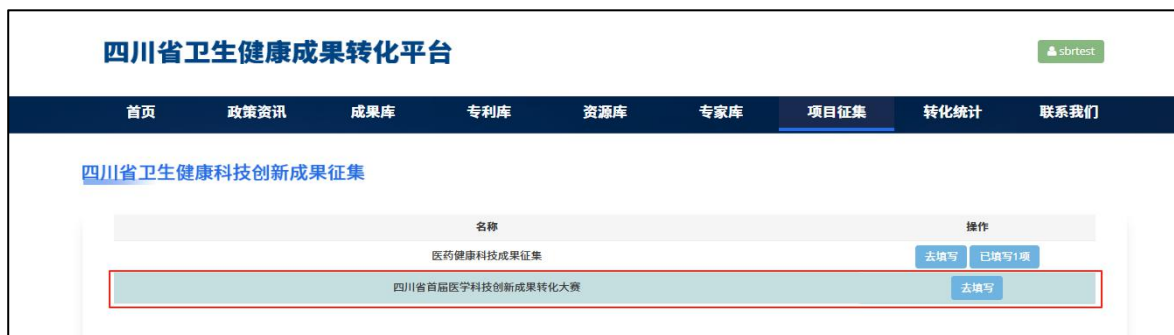 四川省卫生健康成果转化平台
sbrtest
首页 政策资讯 成果库 专利库 资源库 专家库 项目征集 转化统计 联系我们
四川省卫生健康科技创新成果征集
名称 操作
医药健康科技成果征集 去填写 已填写1项
四川省首届医学科技创新成果转化大赛 去填写